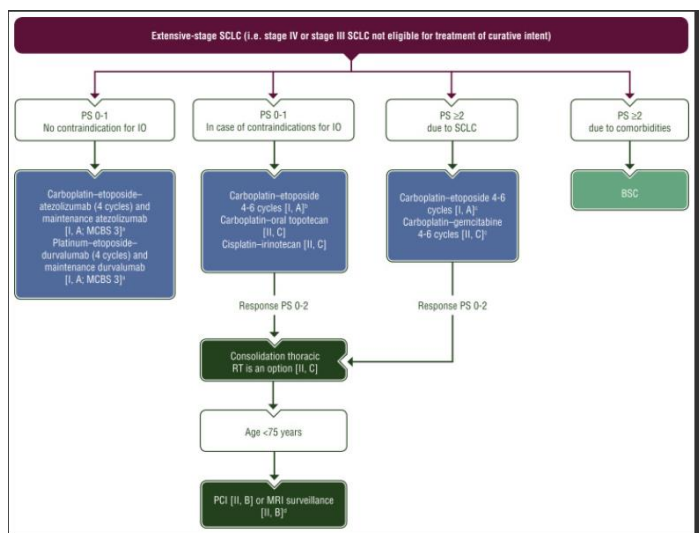 Extensive-stage SCLC (i.e. stage IV or stage III SCLC not eligible for treatment of curative intent)
PS 0-1
No contraindication for IO
PS 0-1
In case of contraindications for IO
PS ≥2
due to SCLC
PS ≥2
due to comorbidities
Carboplatin–etoposide–
atezolizumab (4 cycles) and
maintenance atezolizumab
[I, A; MCBS 3]ᵃ
Platinum–etoposide–
durvalumab (4 cycles) and
maintenance durvalumab
[I, A; MCBS 3]ᵃ
Carboplatin–etoposide
4-6 cycles [I, A]ᵇ
Carboplatin–oral topotecan
[II, C]
Cisplatin–irinotecan [II, C]
Carboplatin–etoposide 4-6
cycles [I, A]ᶜ
Carboplatin–gemcitabine
4-6 cycles [II, C]ᶜ
BSC
Response PS 0-2
Response PS 0-2
Consolidation thoracic
RT is an option [II, C]
Age <75 years
PCI [II, B] or MRI surveillance
[II, B]ᵈ